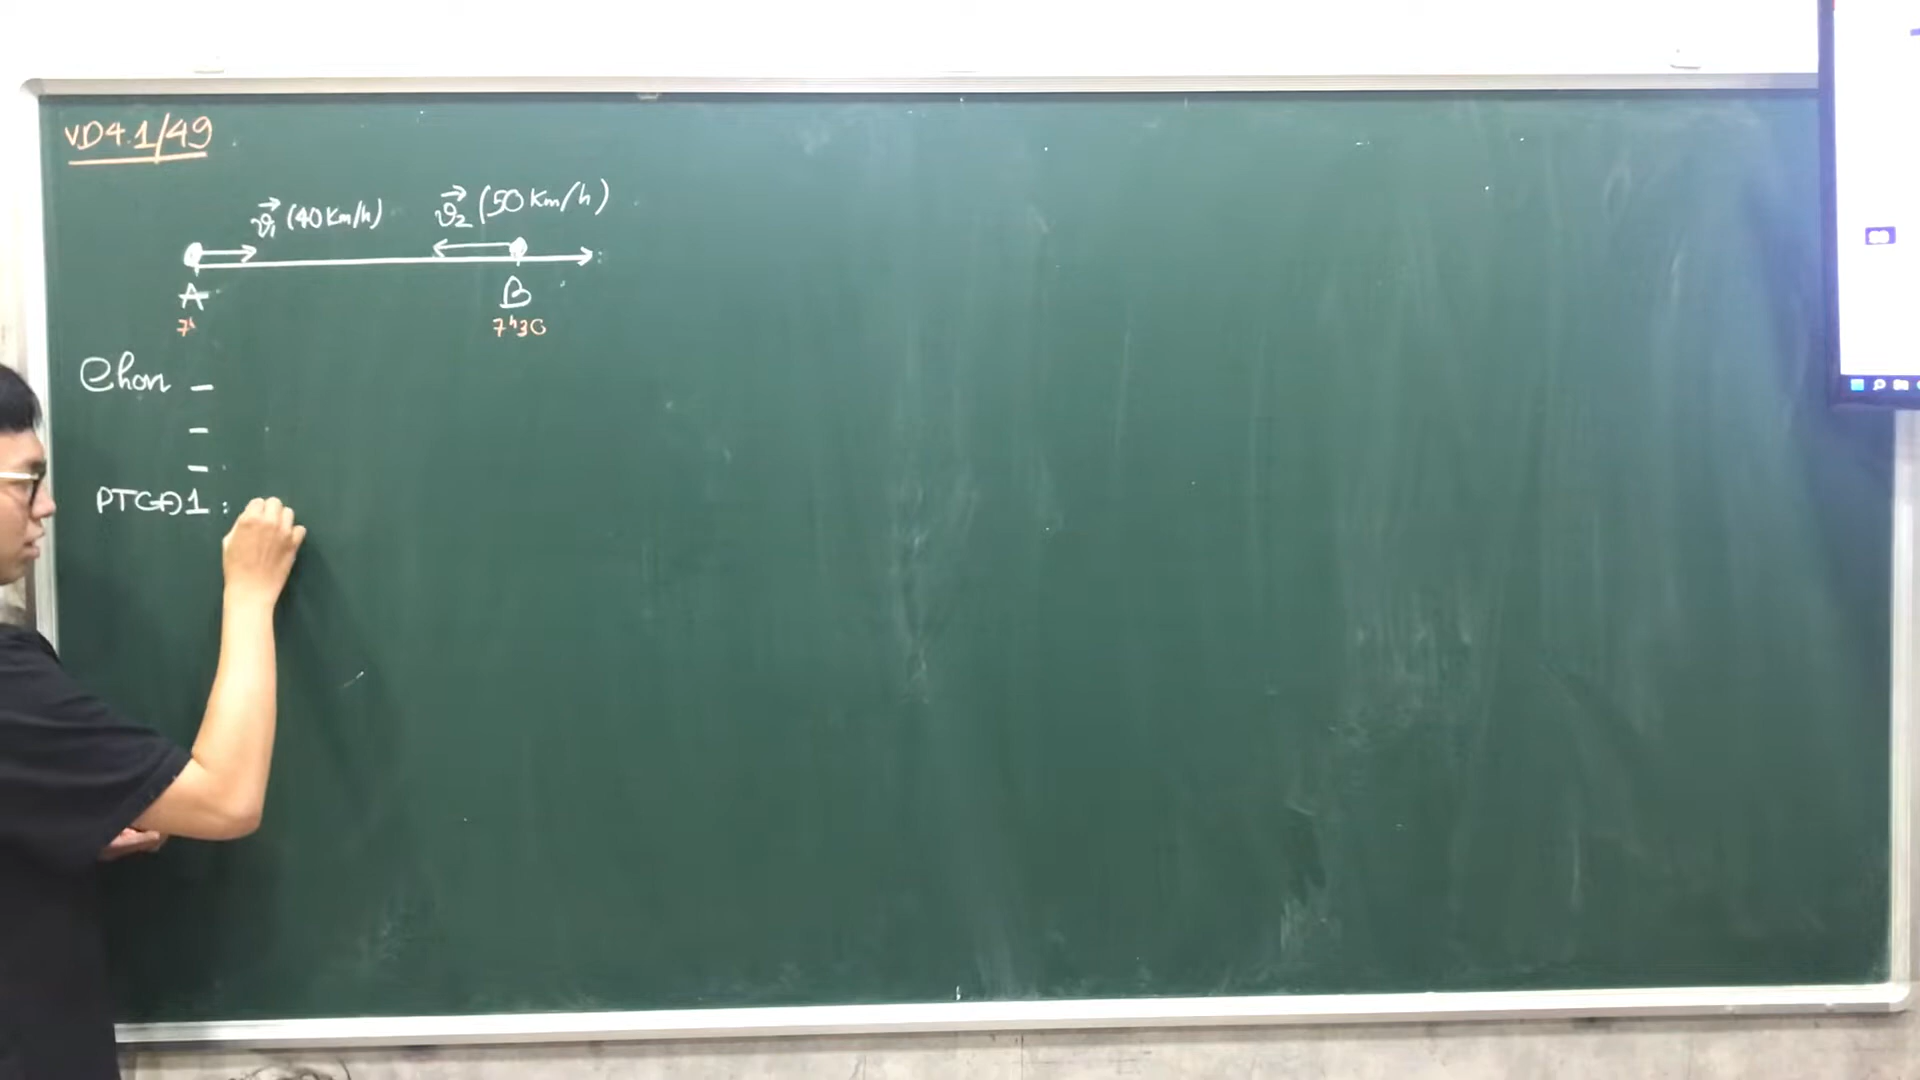 VD4.1/49
v⃗₁ (40 Km/h) v⃗₂ (50 Km/h)
A B
7ʰ 7ʰ30
Chọn -
-
-
PTCĐ1 :